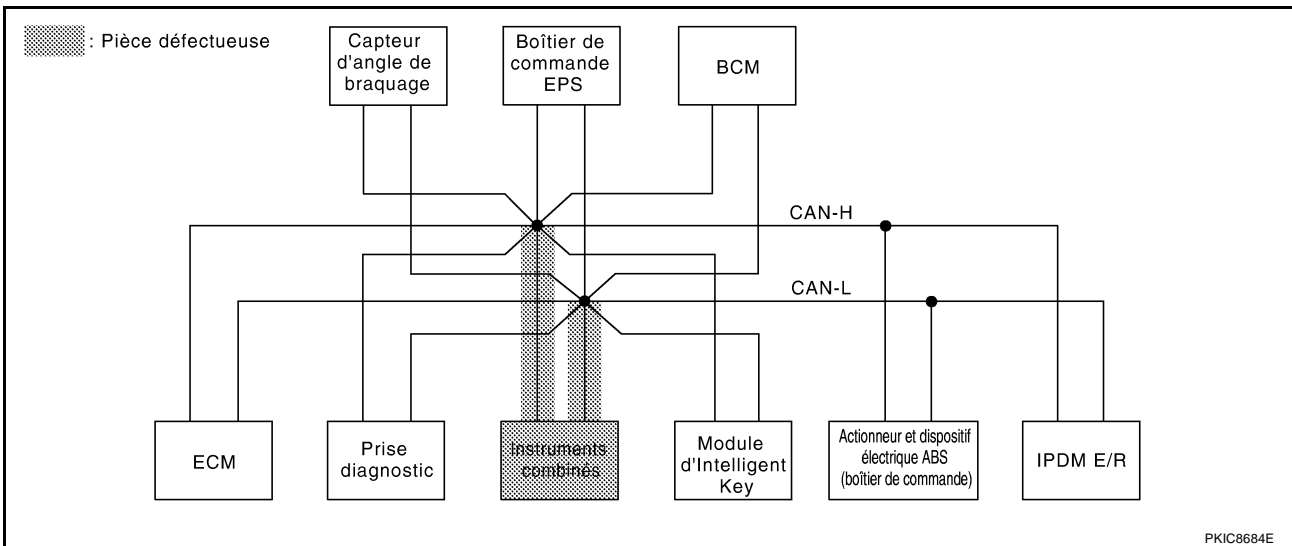 : Pièce défectueuse
Capteur
d'angle de
braquage
Boîtier de
commande
EPS
BCM
CAN-H
CAN-L
ECM
Prise
diagnostic
Instruments
combinés
Module
d'Intelligent
Key
Actionneur et dispositif
électrique ABS
(boîtier de commande)
IPDM E/R
PKIC8684E